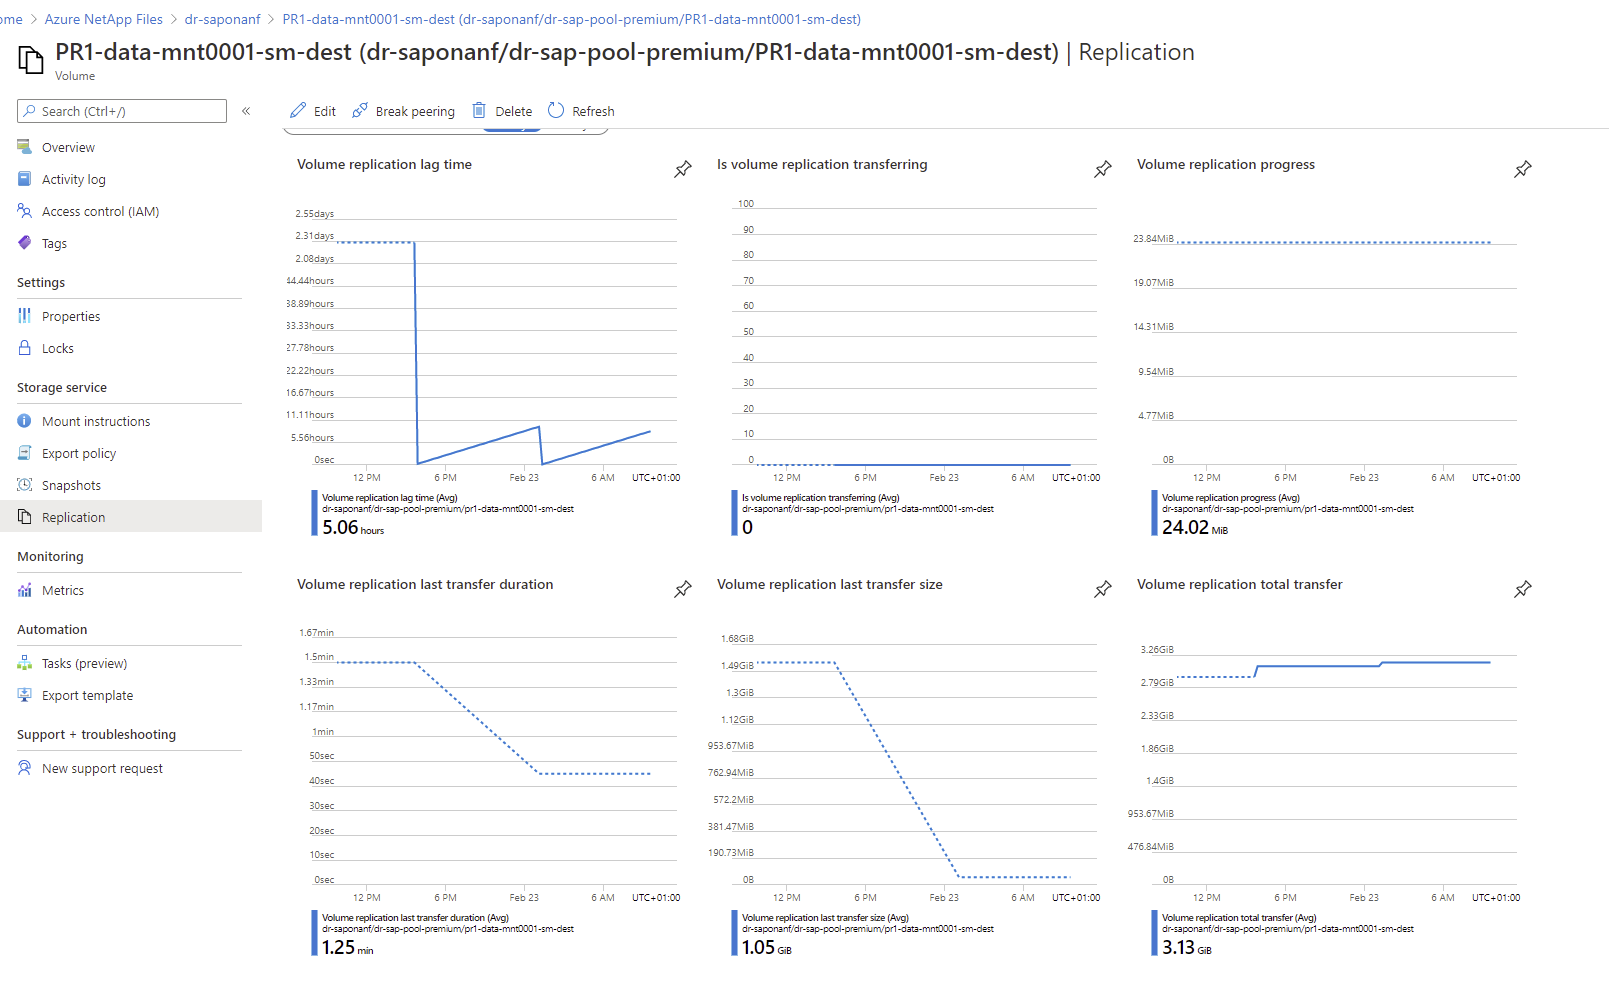 ome > Azure NetApp Files > dr-saponanf > PR1-data-mnt0001-sm-dest (dr-saponanf/dr-sap-pool-premium/PR1-data-mnt0001-sm-dest)
PR1-data-mnt0001-sm-dest (dr-saponanf/dr-sap-pool-premium/PR1-data-mnt0001-sm-dest) | Replication
Volume
Search (Ctrl+/)
«
Edit
Break peering
Delete
Refresh
Overview
Activity log
Access control (IAM)
Tags
Settings
Properties
Locks
Storage service
Mount instructions
Export policy
Snapshots
Replication
Monitoring
Metrics
Automation
Tasks (preview)
Export template
Support + troubleshooting
New support request
Volume replication lag time
2.55days
2.31days
2.08days
44.44hours
38.89hours
33.33hours
27.78hours
22.22hours
16.67hours
11.11hours
5.56hours
0sec
12 PM 6 PM Feb 23 6 AM UTC+01:00
Volume replication lag time (Avg)
dr-saponanf/dr-sap-pool-premium/pr1-data-mnt0001-sm-dest
5.06 hours
Is volume replication transferring
100
90
80
70
60
50
40
30
20
10
0
12 PM 6 PM Feb 23 6 AM UTC+01:00
Is volume replication transferring (Avg)
dr-saponanf/dr-sap-pool-premium/pr1-data-mnt0001-sm-dest
0
Volume replication progress
23.84MiB
19.07MiB
14.31MiB
9.54MiB
4.77MiB
0B
12 PM 6 PM Feb 23 6 AM UTC+01:00
Volume replication progress (Avg)
dr-saponanf/dr-sap-pool-premium/pr1-data-mnt0001-sm-dest
24.02 MiB
Volume replication last transfer duration
1.67min
1.5min
1.33min
1.17min
1min
50sec
40sec
30sec
20sec
10sec
0sec
12 PM 6 PM Feb 23 6 AM UTC+01:00
Volume replication last transfer duration (Avg)
dr-saponanf/dr-sap-pool-premium/pr1-data-mnt0001-sm-dest
1.25 min
Volume replication last transfer size
1.68GiB
1.49GiB
1.3GiB
1.12GiB
953.67MiB
762.94MiB
572.2MiB
381.47MiB
190.73MiB
0B
12 PM 6 PM Feb 23 6 AM UTC+01:00
Volume replication last transfer size (Avg)
dr-saponanf/dr-sap-pool-premium/pr1-data-mnt0001-sm-dest
1.05 GiB
Volume replication total transfer
3.26GiB
2.79GiB
2.33GiB
1.86GiB
1.4GiB
953.67MiB
476.84MiB
0B
12 PM 6 PM Feb 23 6 AM UTC+01:00
Volume replication total transfer (Avg)
dr-saponanf/dr-sap-pool-premium/pr1-data-mnt0001-sm-dest
3.13 GiB